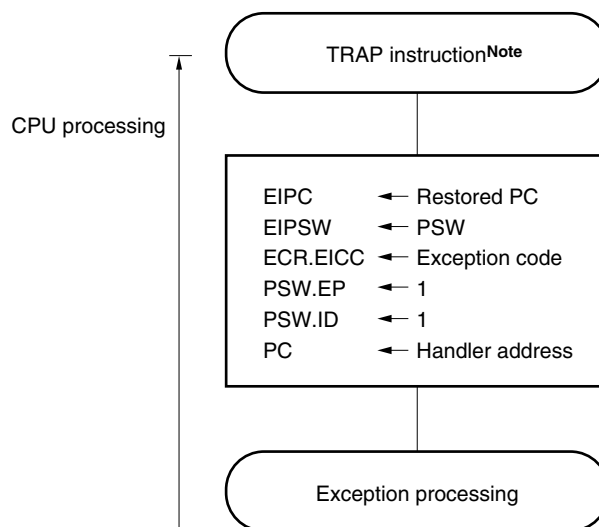 TRAP instructionNote
CPU processing
EIPC ← Restored PC
EIPSW ← PSW
ECR.EICC ← Exception code
PSW.EP ← 1
PSW.ID ← 1
PC ← Handler address
Exception processing